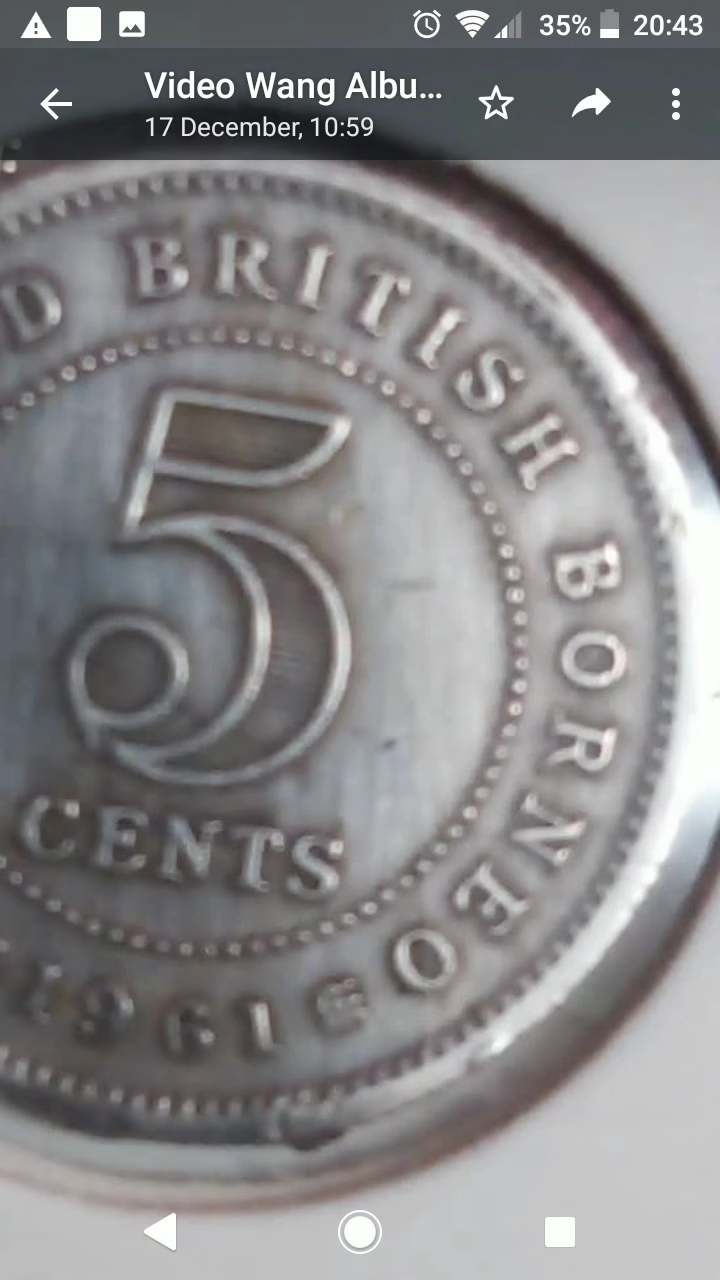 35% 20:43
Video Wang Albu...
17 December, 10:59
D BRITISH BORNEO
5
CENTS
1961